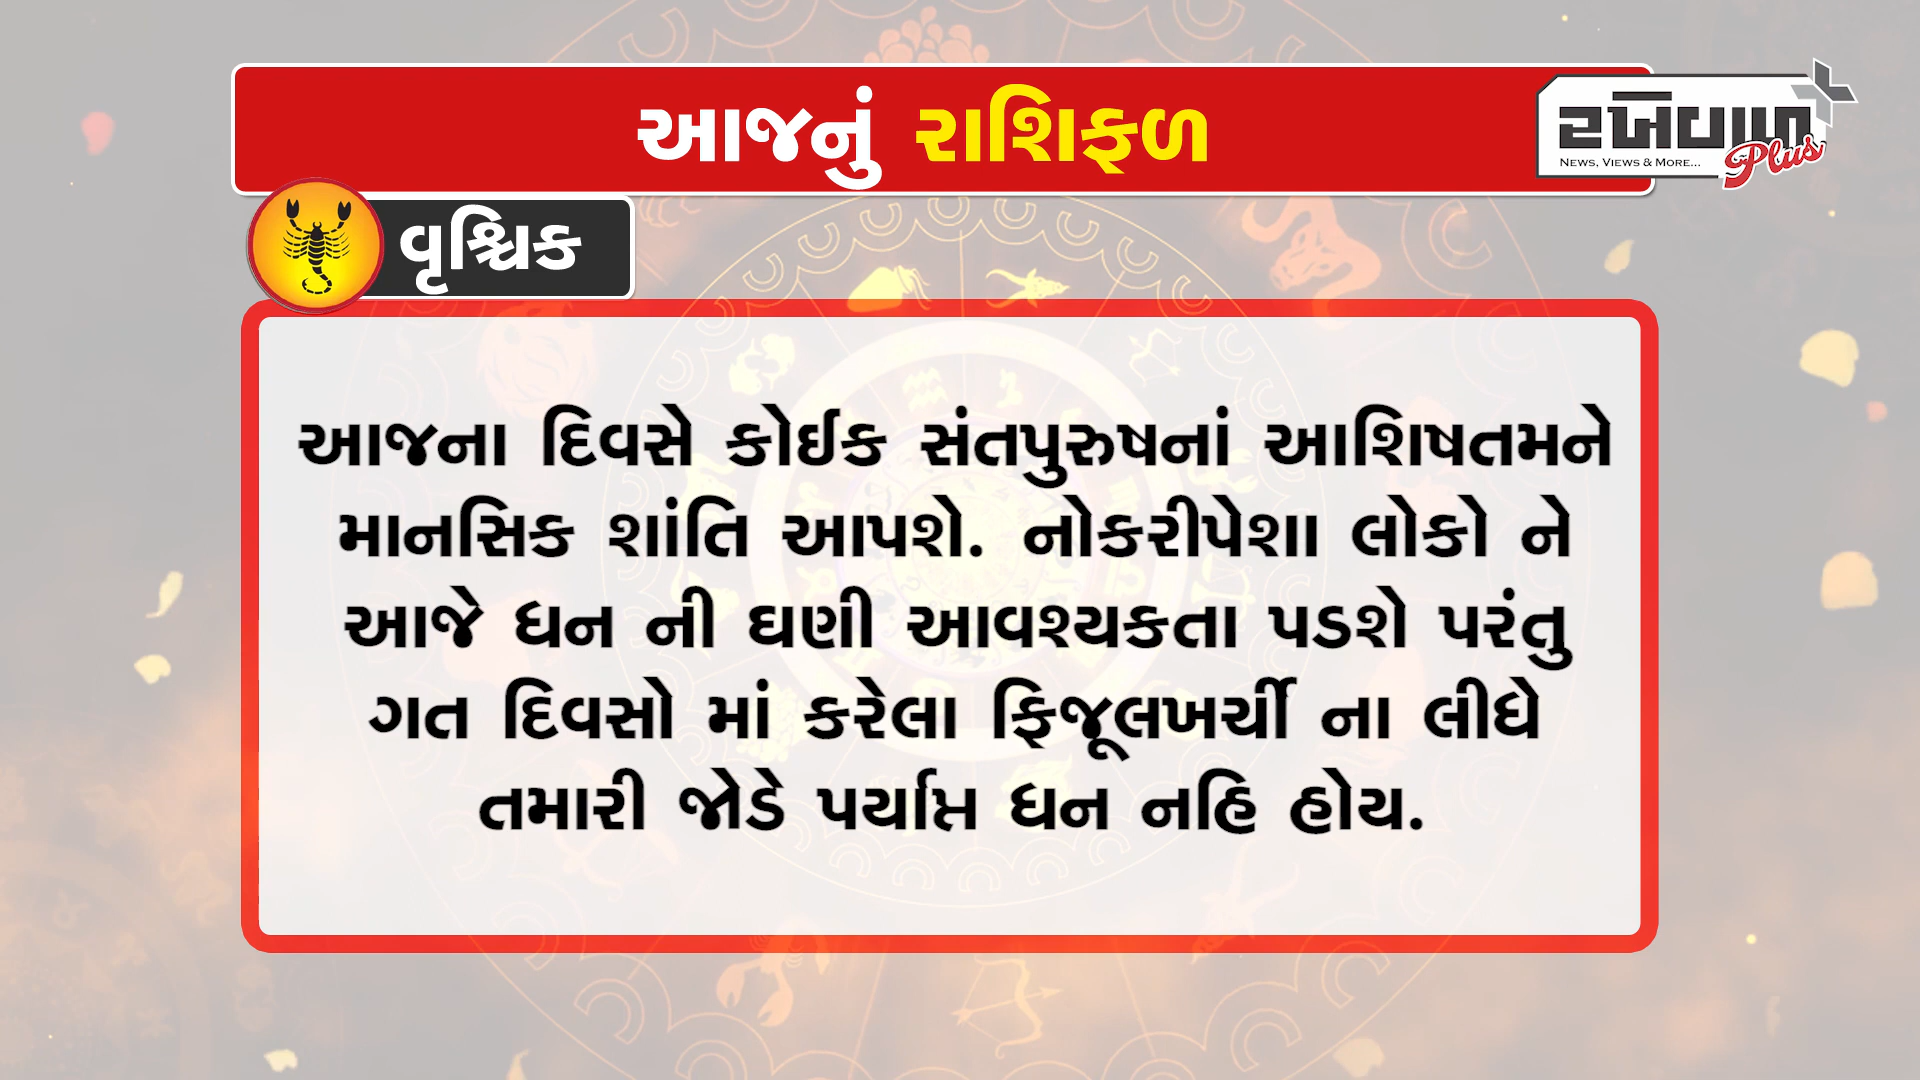 આજનું રાશિફળ
રખેવાળ
NEWS, VIEWS & MORE...
Plus
વૃશ્ચિક
આજના દિવસે કોઈક સંતપુરુષનાં આશિષતમને
માનસિક શાંતિ આપશે. નોકરીપેશા લોકો ને
આજે ધન ની ઘણી આવશ્યકતા પડશે પરંતુ
ગત દિવસો માં કરેલા ફિજૂલખર્ચી ના લીધે
તમારી જોડે પર્યાપ્ત ધન નહિ હોય.